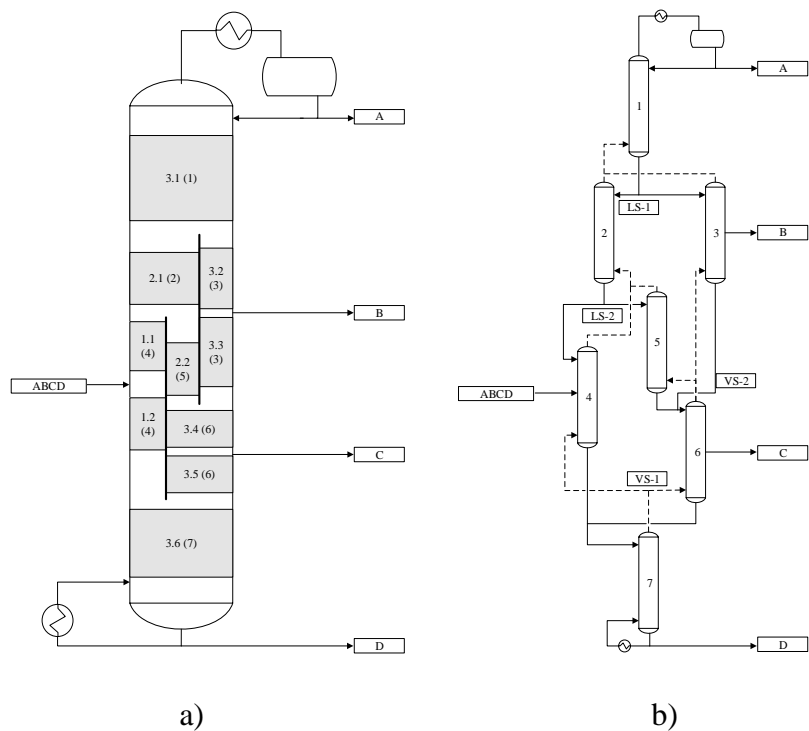 A
3.1 (1)
2.1 (2)
3.2
(3)
B
1.1
(4)
2.2
(5)
3.3
(3)
ABCD
1.2
(4)
3.4 (6)
C
3.5 (6)
3.6 (7)
D
a)
A
1
LS-1
2
3
B
LS-2
5
VS-2
ABCD
4
6
C
VS-1
7
D
b)